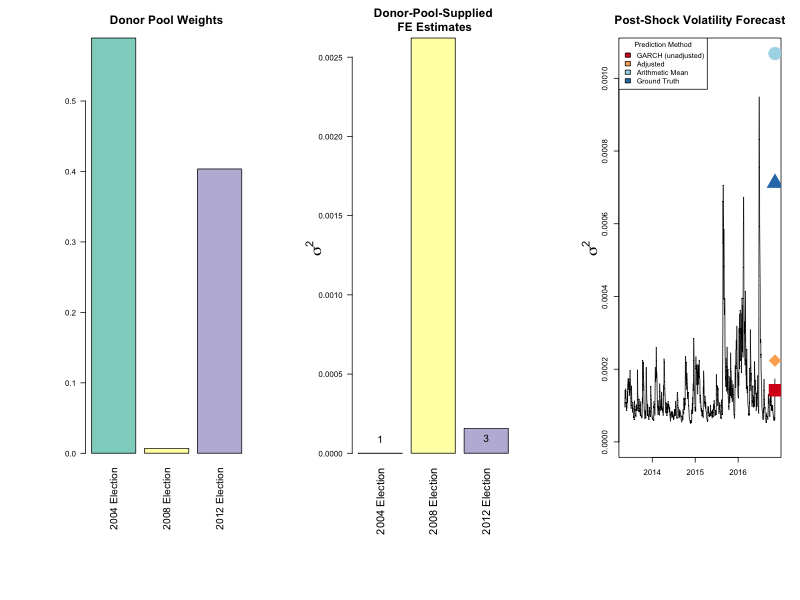 Donor Pool Weights
0.5
0.4
0.3
0.2
0.1
0.0
2004 Election
2008 Election
2012 Election
Donor-Pool-Supplied
FE Estimates
σ2
0.0025
0.0020
0.0015
0.0010
0.0005
0.0000
1
3
2004 Election
2008 Election
2012 Election
Post-Shock Volatility Forecast
Prediction Method
GARCH (unadjusted)
Adjusted
Arithmetic Mean
Ground Truth
σ2
0.0010
0.0008
0.0006
0.0004
0.0002
0.0000
2014
2015
2016